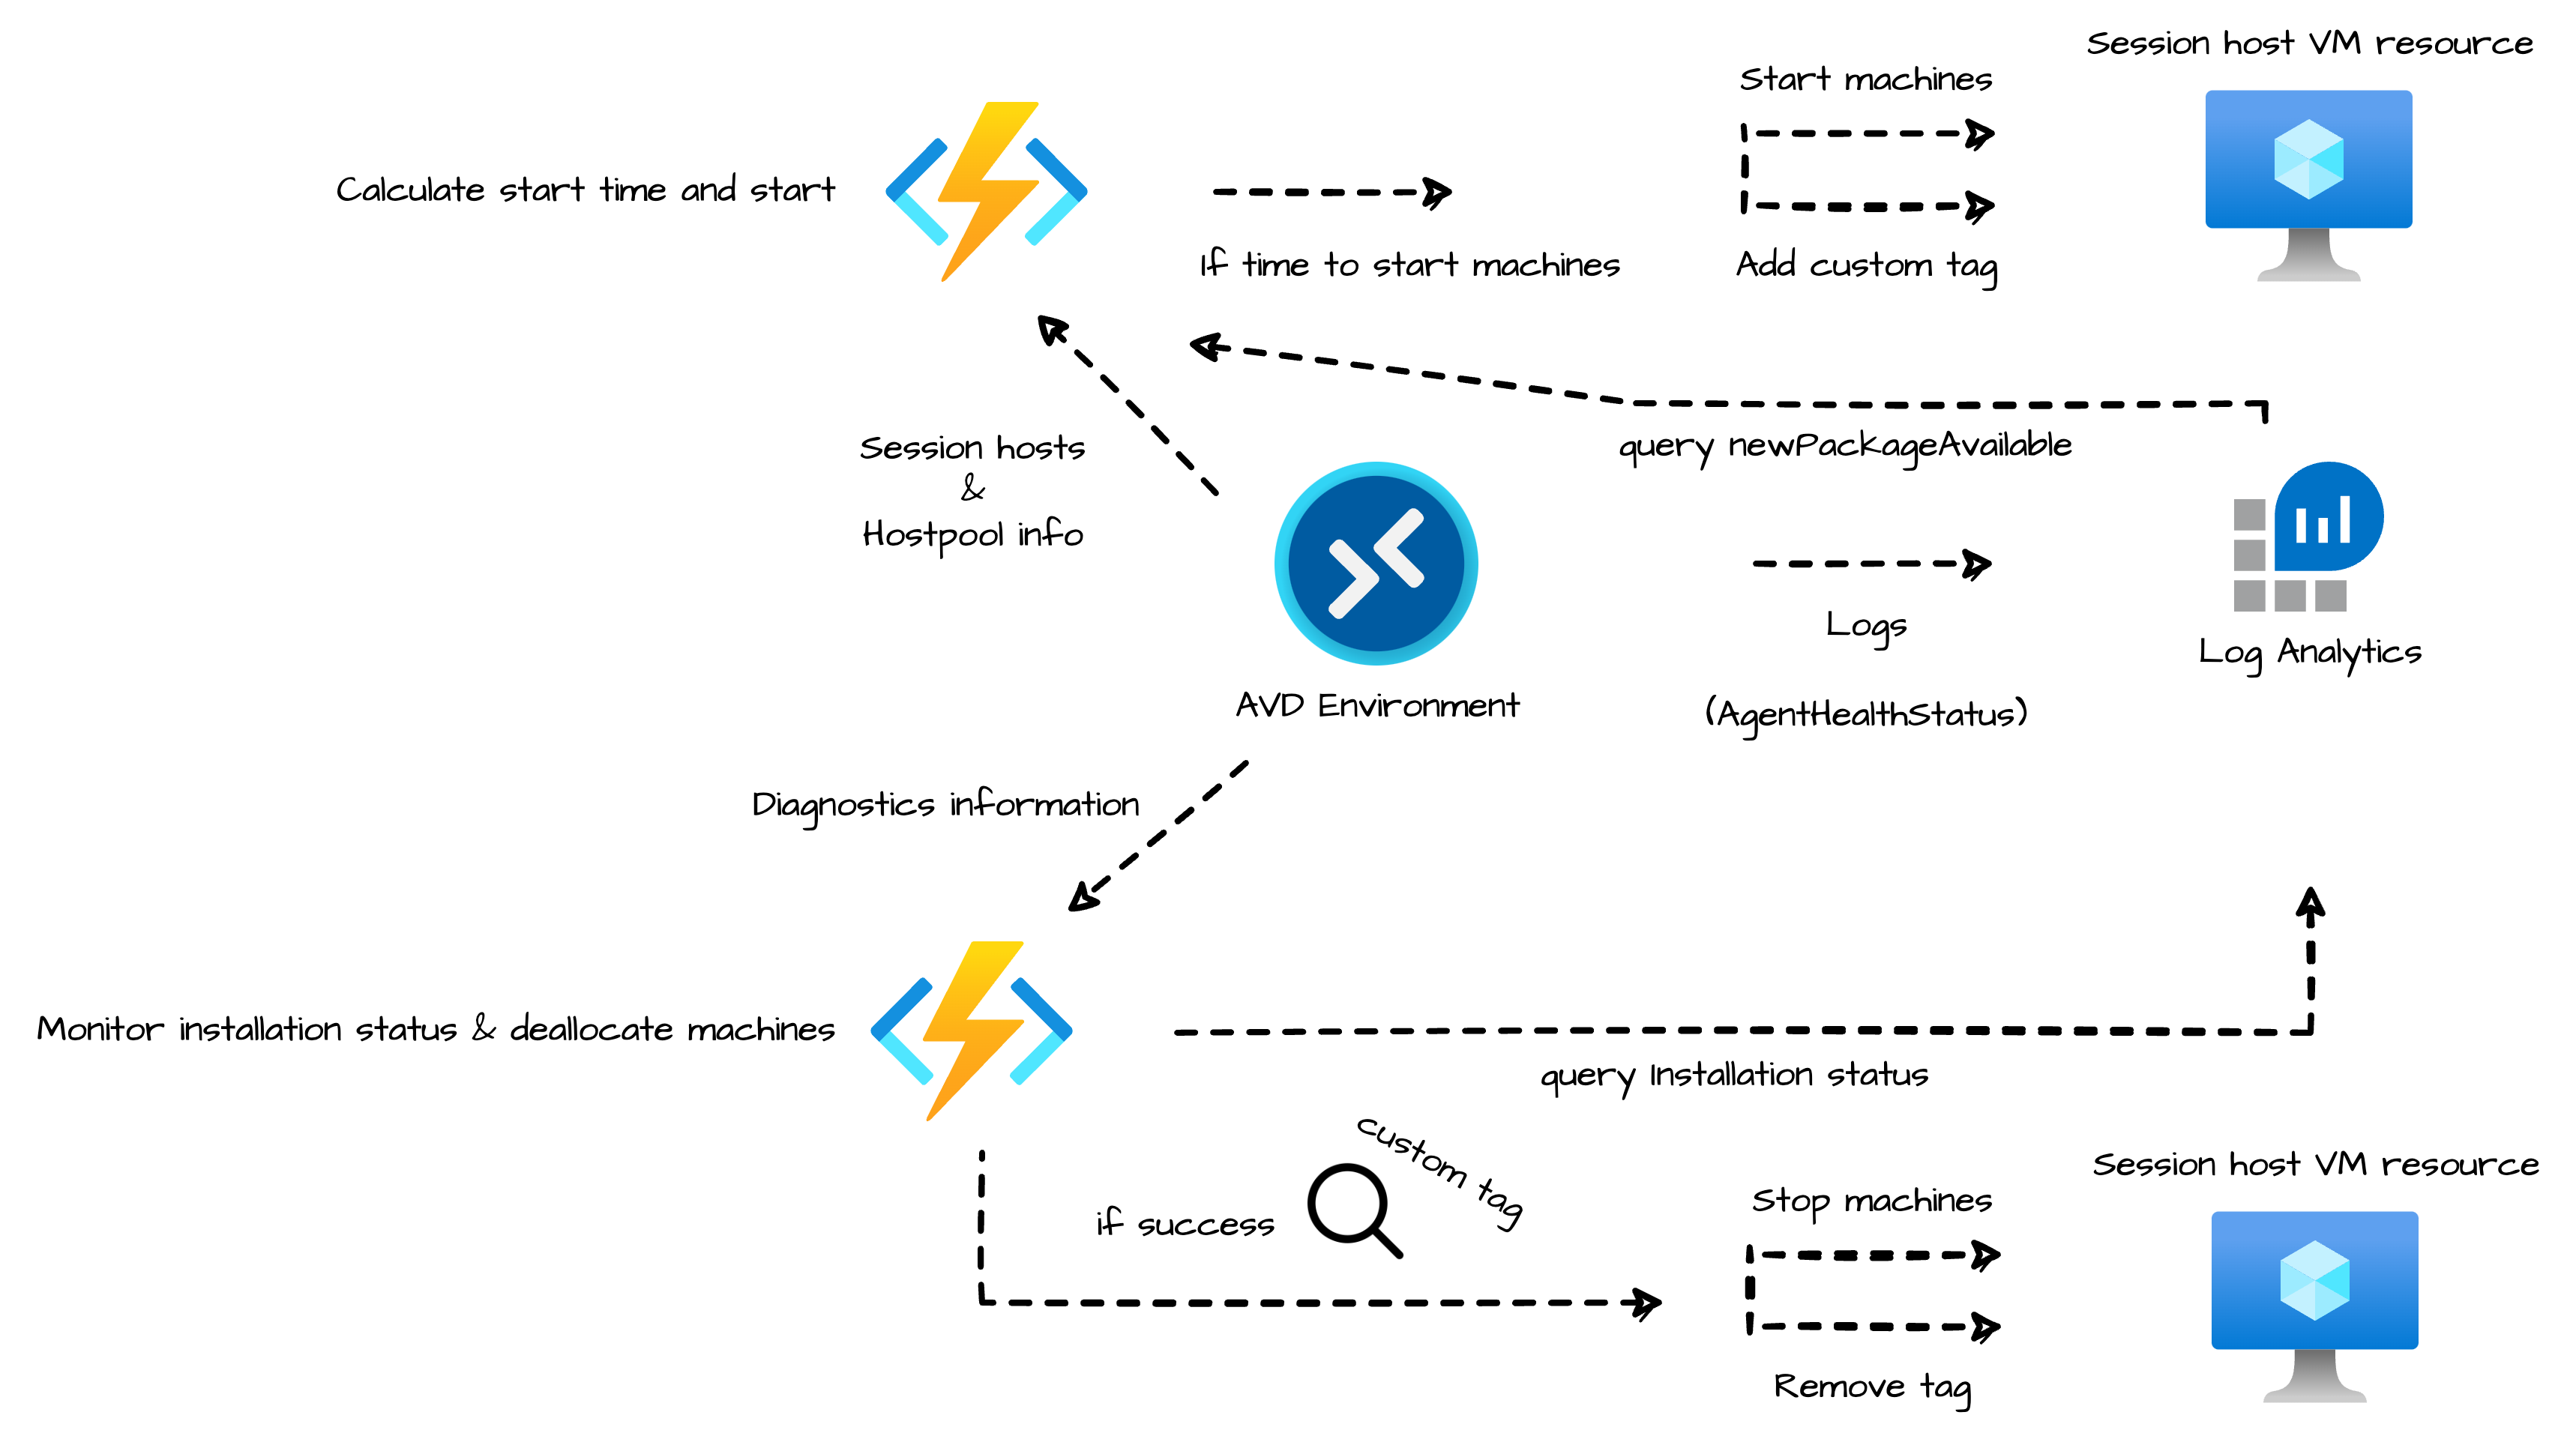 Session host VM resource
Start machines
Calculate start time and start
If time to start machines
Add custom tag
query newPackageAvailable
Session hosts
&
Hostpool info
Logs
Log Analytics
AVD Environment
(AgentHealthStatus)
Diagnostics information
Monitor installation status & deallocate machines
query Installation status
custom tag
if success
Session host VM resource
Stop machines
Remove tag